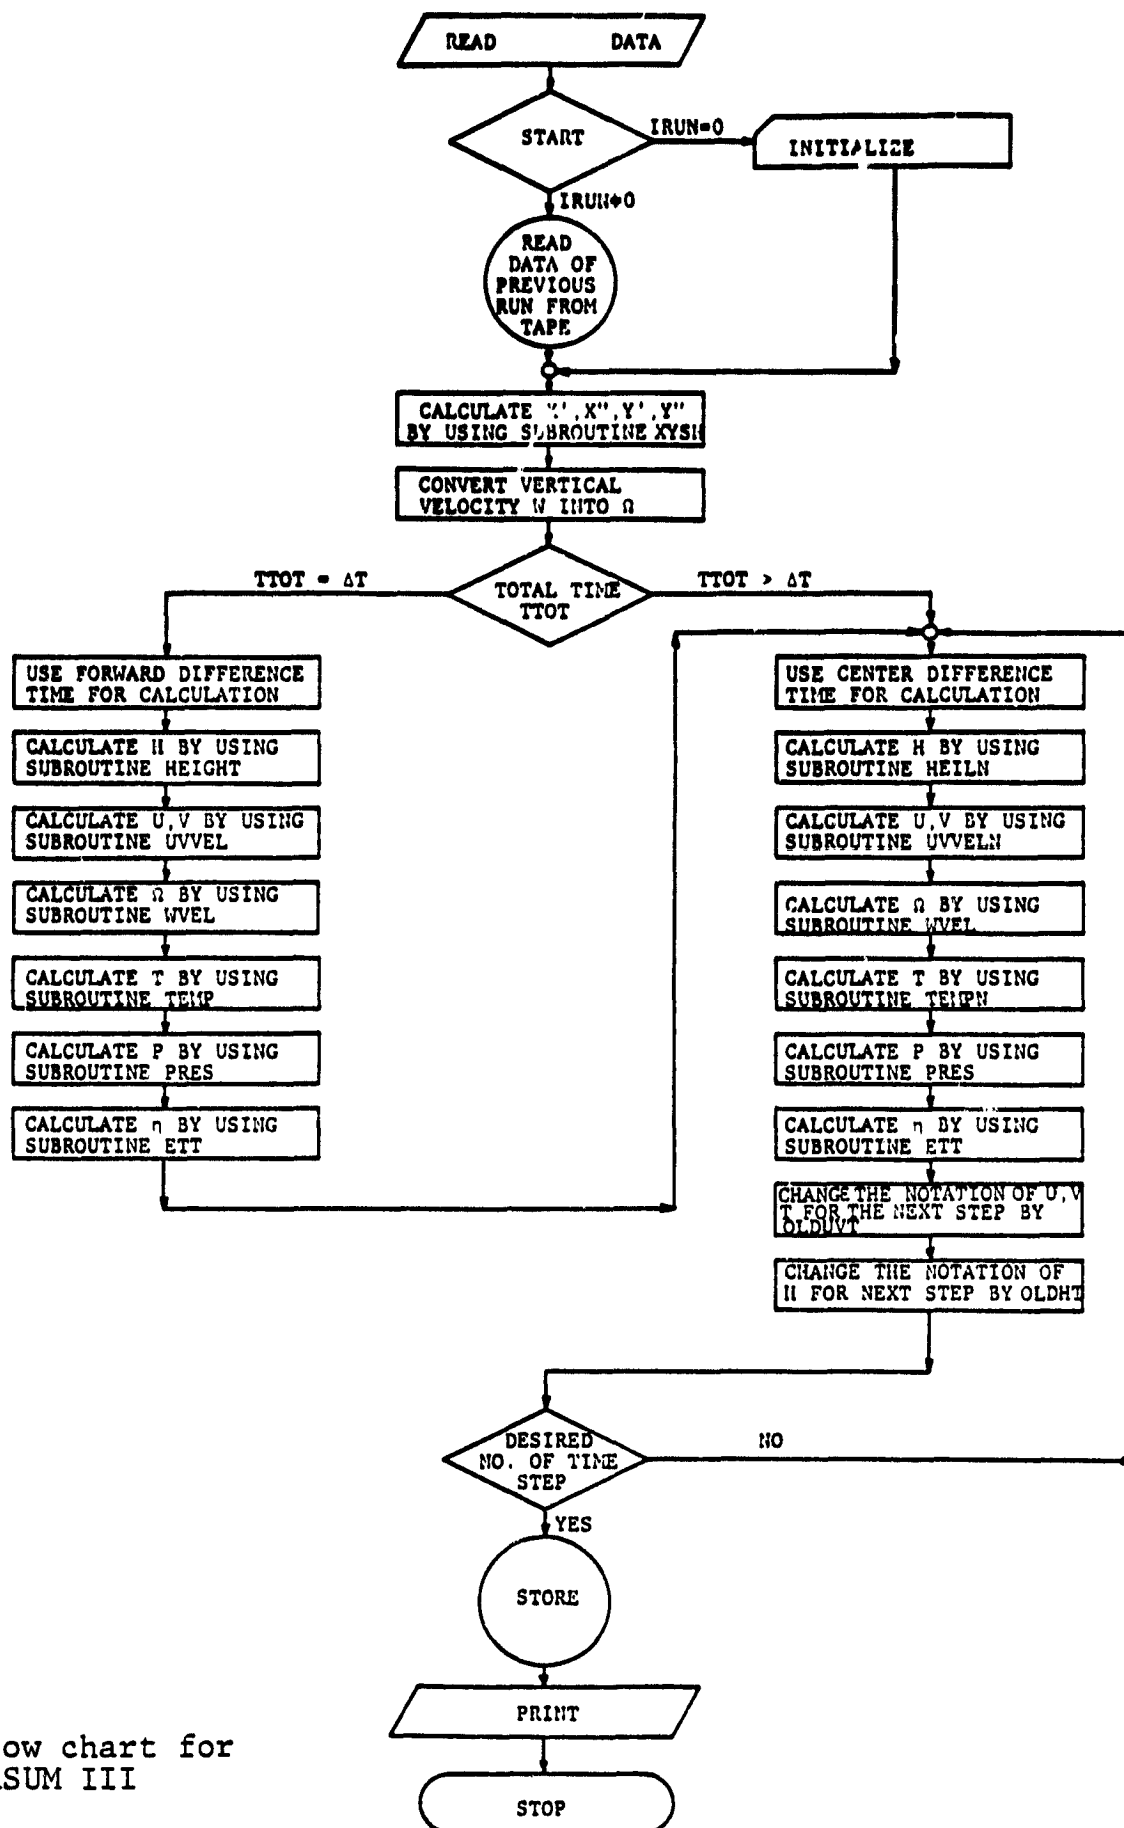 READ DATA
START
IRUN=0
INITIALIZE
IRUN≠0
READ
DATA OF
PREVIOUS
RUN FROM
TAPE
CALCULATE X',X",Y',Y"
BY USING SUBROUTINE XYSH
CONVERT VERTICAL
VELOCITY W INTO Ω
TTOT = ΔT
TOTAL TIME
TTOT
TTOT > ΔT
USE FORWARD DIFFERENCE
TIME FOR CALCULATION
CALCULATE H BY USING
SUBROUTINE HEIGHT
CALCULATE U,V BY USING
SUBROUTINE UVVEL
CALCULATE Ω BY USING
SUBROUTINE WVEL
CALCULATE T BY USING
SUBROUTINE TEMP
CALCULATE P BY USING
SUBROUTINE PRES
CALCULATE η BY USING
SUBROUTINE ETT
USE CENTER DIFFERENCE
TIME FOR CALCULATION
CALCULATE H BY USING
SUBROUTINE HEILN
CALCULATE U,V BY USING
SUBROUTINE UVVELN
CALCULATE Ω BY USING
SUBROUTINE WVEL
CALCULATE T BY USING
SUBROUTINE TEMPN
CALCULATE P BY USING
SUBROUTINE PRES
CALCULATE η BY USING
SUBROUTINE ETT
CHANGE THE NOTATION OF U,V
T FOR THE NEXT STEP BY
OLDUVT
CHANGE THE NOTATION OF
H FOR NEXT STEP BY OLDHT
DESIRED
NO. OF TIME
STEP
NO
YES
STORE
PRINT
STOP
ow chart for
SUM III